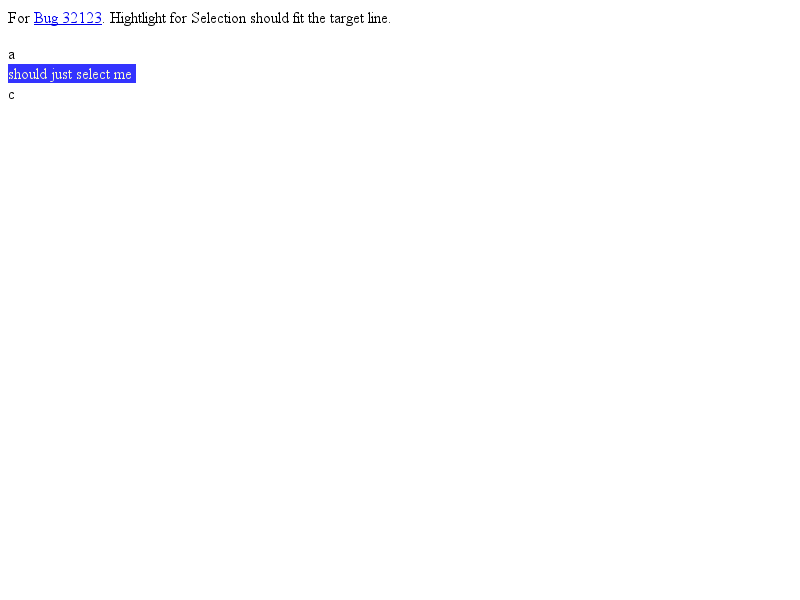 For Bug 32123. Hightlight for Selection should fit the target line.
a
should just select me
c